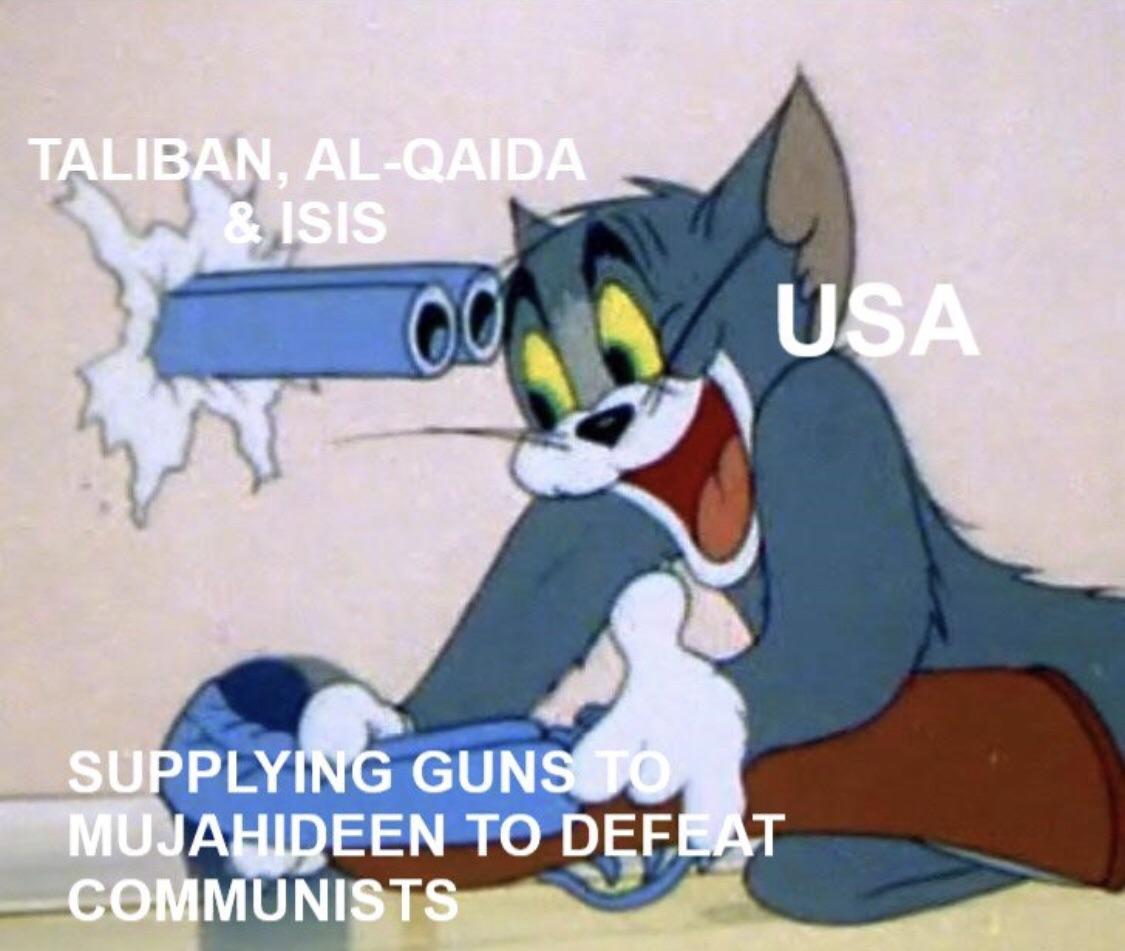 TALIBAN, AL-QAIDA
& ISIS
USA
SUPPLYING GUNS TO
MUJAHIDEEN TO DEFEAT
COMMUNISTS